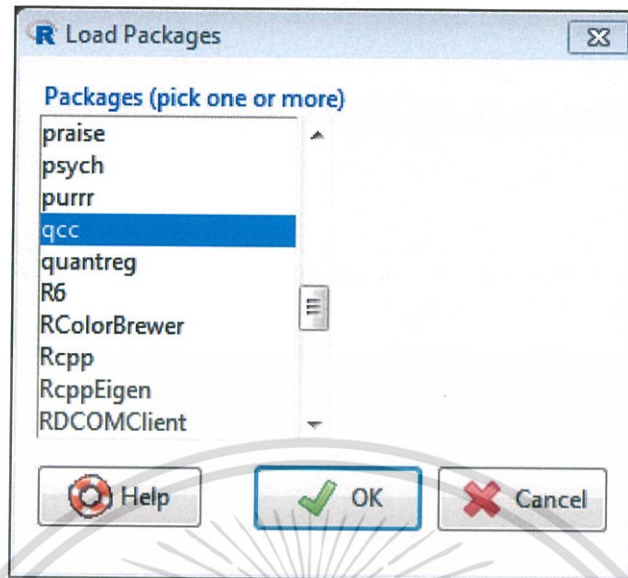 R Load Packages
Packages (pick one or more)
praise
psych
purrr
qcc
quantreg
R6
RColorBrewer
Rcpp
RcppEigen
RDCOMClient
Help
OK
Cancel